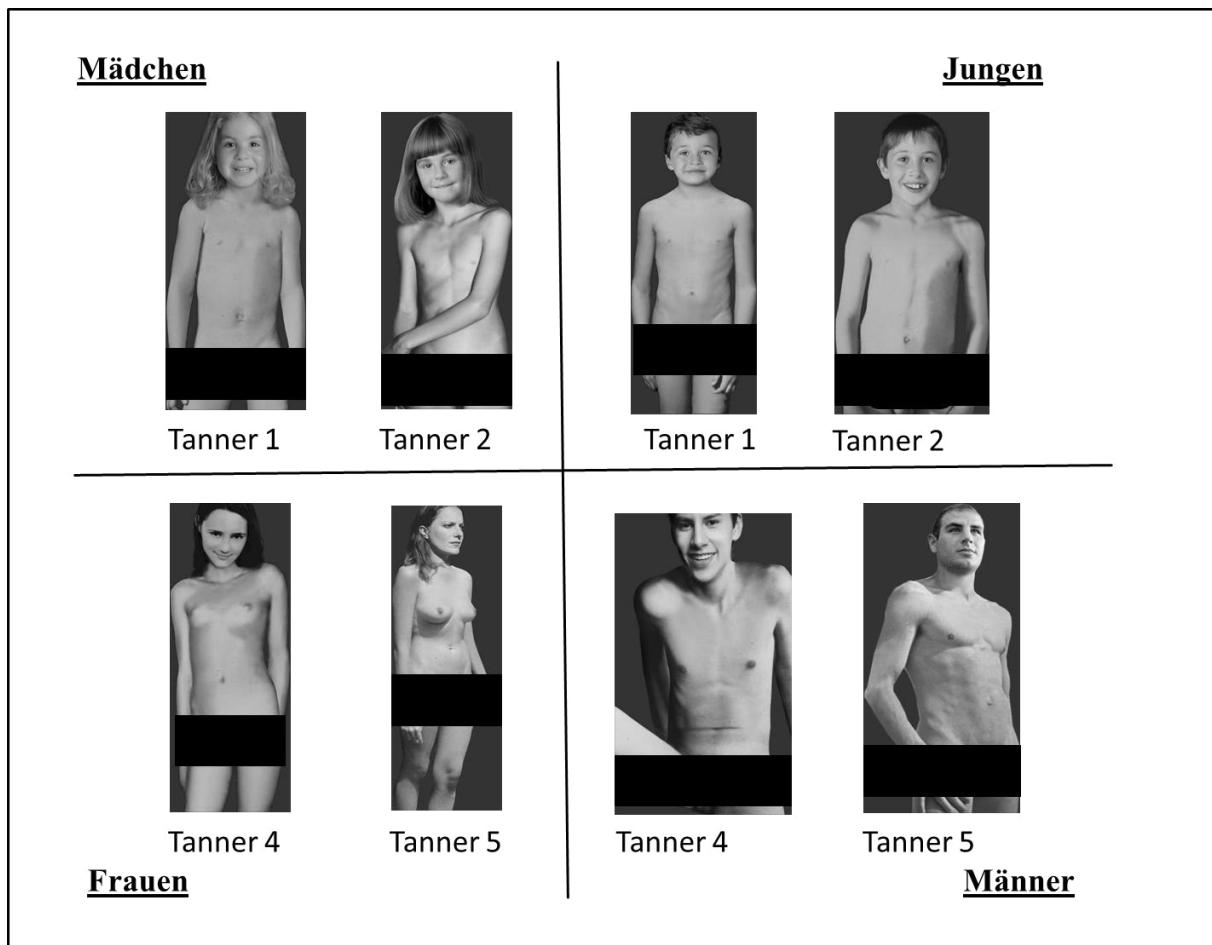 Mädchen
Jungen
Tanner 1
Tanner 2
Tanner 1
Tanner 2
Tanner 4
Tanner 5
Tanner 4
Tanner 5
Frauen
Männer